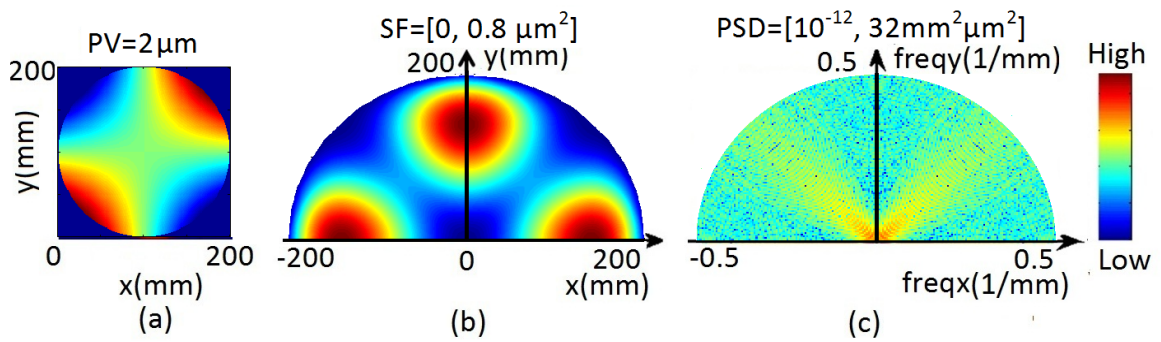 PV=2μm
200
y(mm)
0
200
x(mm)
(a)
SF=[0, 0.8 μm²]
200
y(mm)
-200
0
200
x(mm)
(b)
PSD=[10⁻¹², 32mm²μm²]
0.5
freqy(1/mm)
-0.5
0
0.5
freqx(1/mm)
(c)
High
Low